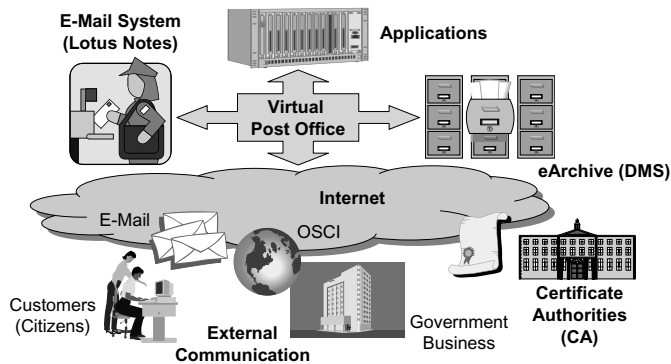 E-Mail System
(Lotus Notes)
Applications
Virtual
Post Office
eArchive (DMS)
Internet
E-Mail
OSCI
Customers
(Citizens)
External
Communication
Government
Business
Certificate
Authorities
(CA)